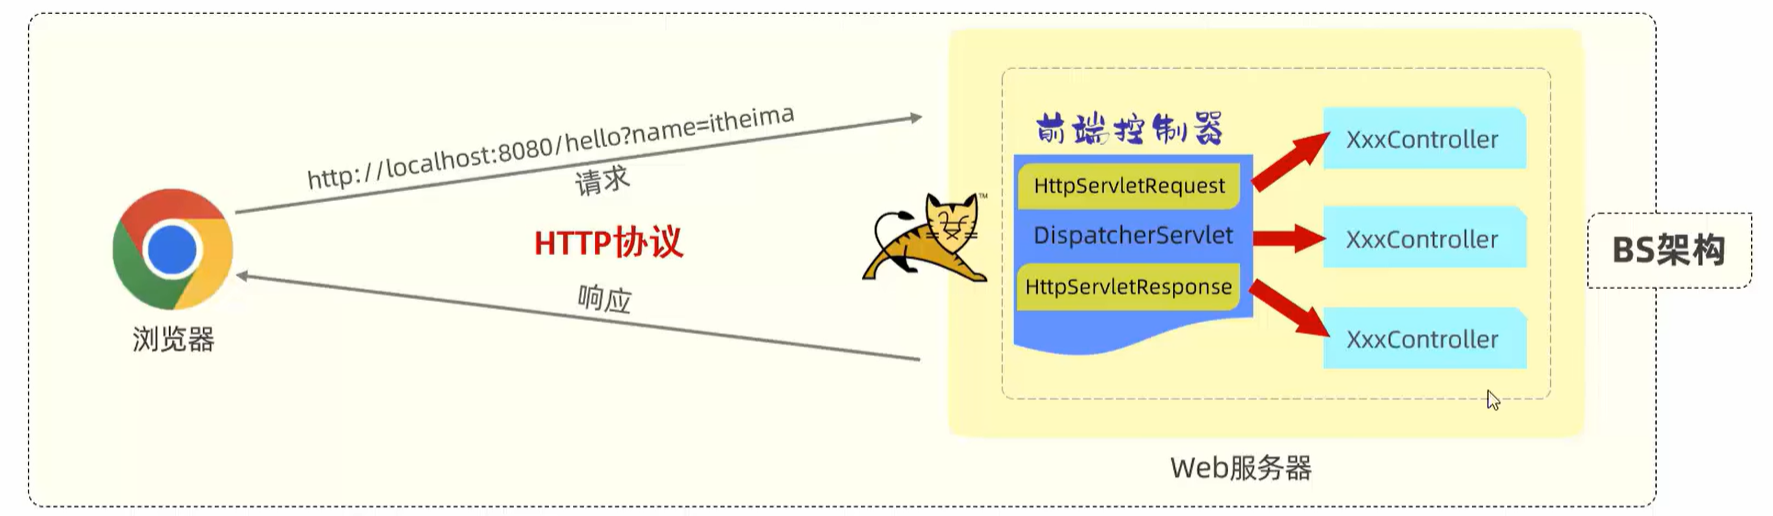 http://localhost:8080/hello?name=itheima
请求
HTTP协议
响应
浏览器
TM
前端控制器
HttpServletRequest
DispatcherServlet
HttpServletResponse
XxxController
XxxController
XxxController
Web服务器
BS架构